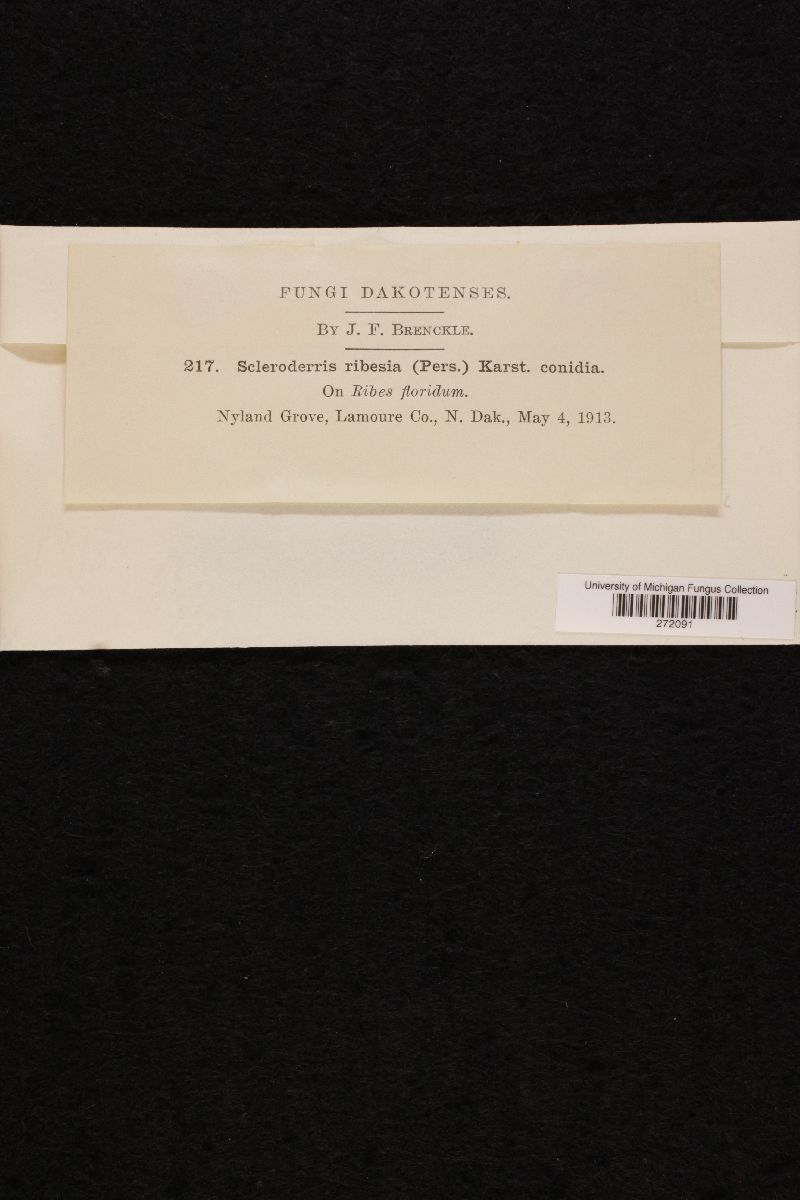 FUNGI DAKOTENSES.
By J. F. Brenckle.
217. Scleroderris ribesia (Pers.) Karst. conidia.
On Ribes floridum.
Nyland Grove, Lamoure Co., N. Dak., May 4, 1913.
University of Michigan Fungus Collection
272091